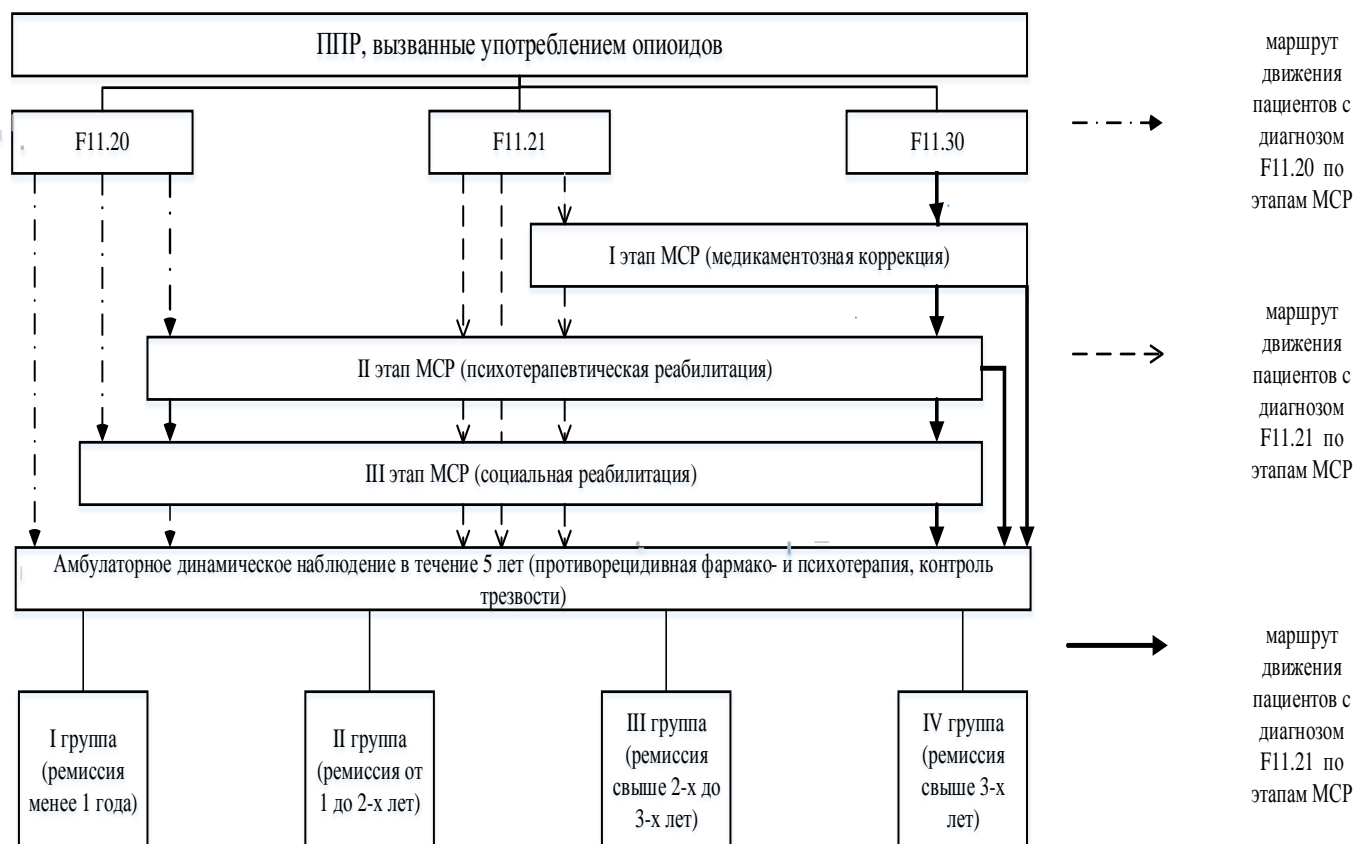 ППР, вызванные употреблением опиоидов
F11.20
F11.21
F11.30
I этап МСР (медикаментозная коррекция)
II этап МСР (психотерапевтическая реабилитация)
III этап МСР (социальная реабилитация)
Амбулаторное динамическое наблюдение в течение 5 лет (противорецидивная фармако- и психотерапия, контроль
трезвости)
I группа
(ремиссия
менее 1 года)
II группа
(ремиссия от
1 до 2-х лет)
III группа
(ремиссия
свыше 2-х до
3-х лет)
IV группа
(ремиссия
свыше 3-х
лет)
маршрут
движения
пациентов с
диагнозом
F11.20 по
этапам МСР
маршрут
движения
пациентов с
диагнозом
F11.21 по
этапам МСР
маршрут
движения
пациентов с
диагнозом
F11.21 по
этапам МСР